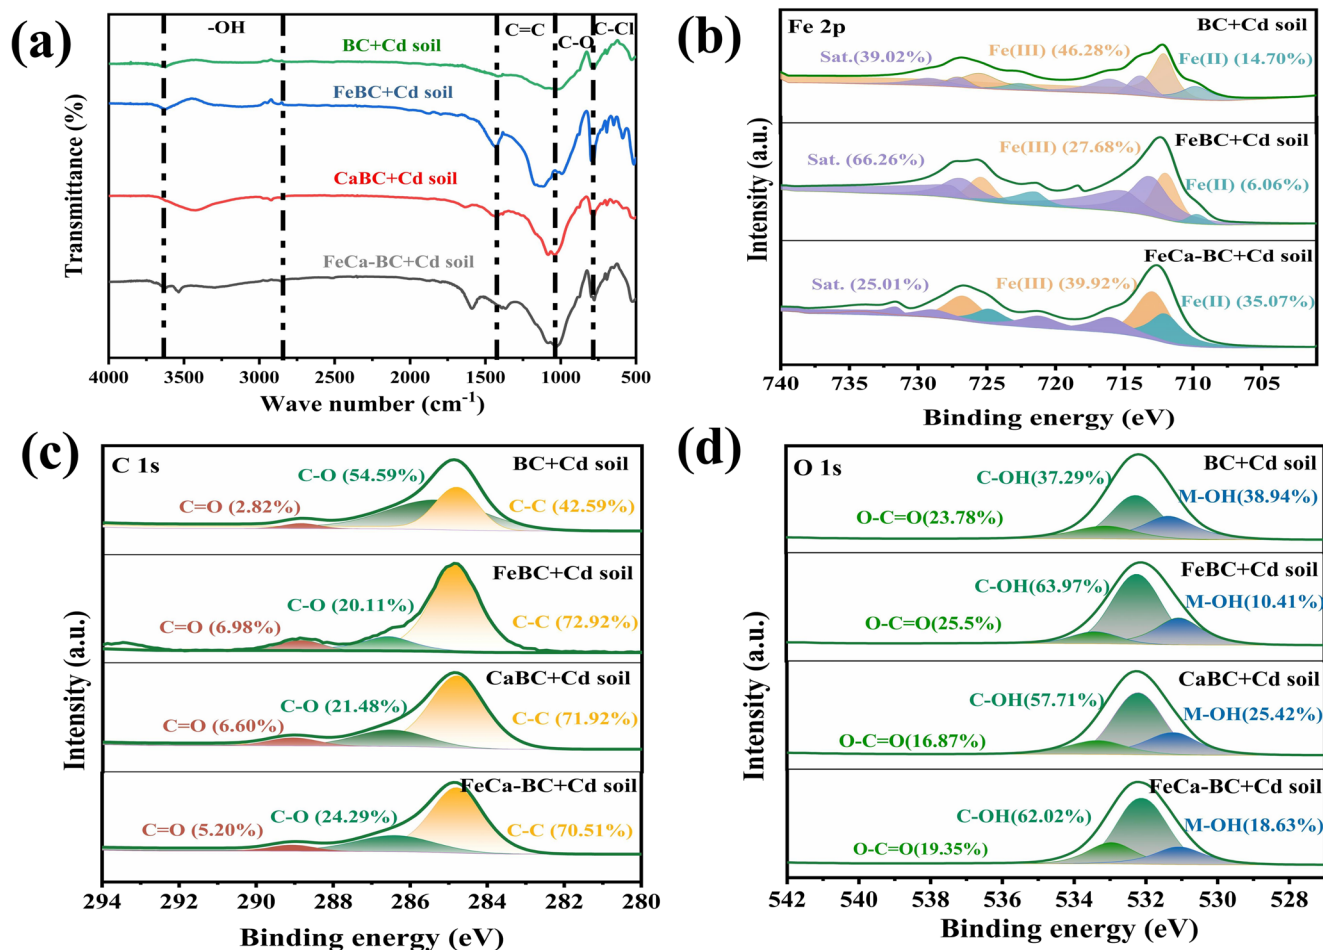 (a)
-OH
C=C
C-O
C-Cl
BC+Cd soil
FeBC+Cd soil
CaBC+Cd soil
FeCa-BC+Cd soil
Transmittance (%)
4000 3500 3000 2500 2000 1500 1000 500
Wave number (cm⁻¹)
(b)
Fe 2p
BC+Cd soil
Sat.(39.02%)
Fe(III) (46.28%)
Fe(II) (14.70%)
FeBC+Cd soil
Sat. (66.26%)
Fe(III) (27.68%)
Fe(II) (6.06%)
FeCa-BC+Cd soil
Sat. (25.01%)
Fe(III) (39.92%)
Fe(II) (35.07%)
Intensity (a.u.)
740 735 730 725 720 715 710 705
Binding energy (eV)
(c)
C 1s
BC+Cd soil
C-O (54.59%)
C=O (2.82%)
C-C (42.59%)
FeBC+Cd soil
C-O (20.11%)
C=O (6.98%)
C-C (72.92%)
CaBC+Cd soil
C-O (21.48%)
C=O (6.60%)
C-C (71.92%)
FeCa-BC+Cd soil
C-O (24.29%)
C=O (5.20%)
C-C (70.51%)
Intensity (a.u.)
294 292 290 288 286 284 282 280
Binding energy (eV)
(d)
O 1s
BC+Cd soil
C-OH(37.29%)
M-OH(38.94%)
O-C=O(23.78%)
FeBC+Cd soil
C-OH(63.97%)
M-OH(10.41%)
O-C=O(25.5%)
CaBC+Cd soil
C-OH(57.71%)
M-OH(25.42%)
O-C=O(16.87%)
FeCa-BC+Cd soil
C-OH(62.02%)
M-OH(18.63%)
O-C=O(19.35%)
Intensity (a.u.)
542 540 538 536 534 532 530 528
Binding energy (eV)